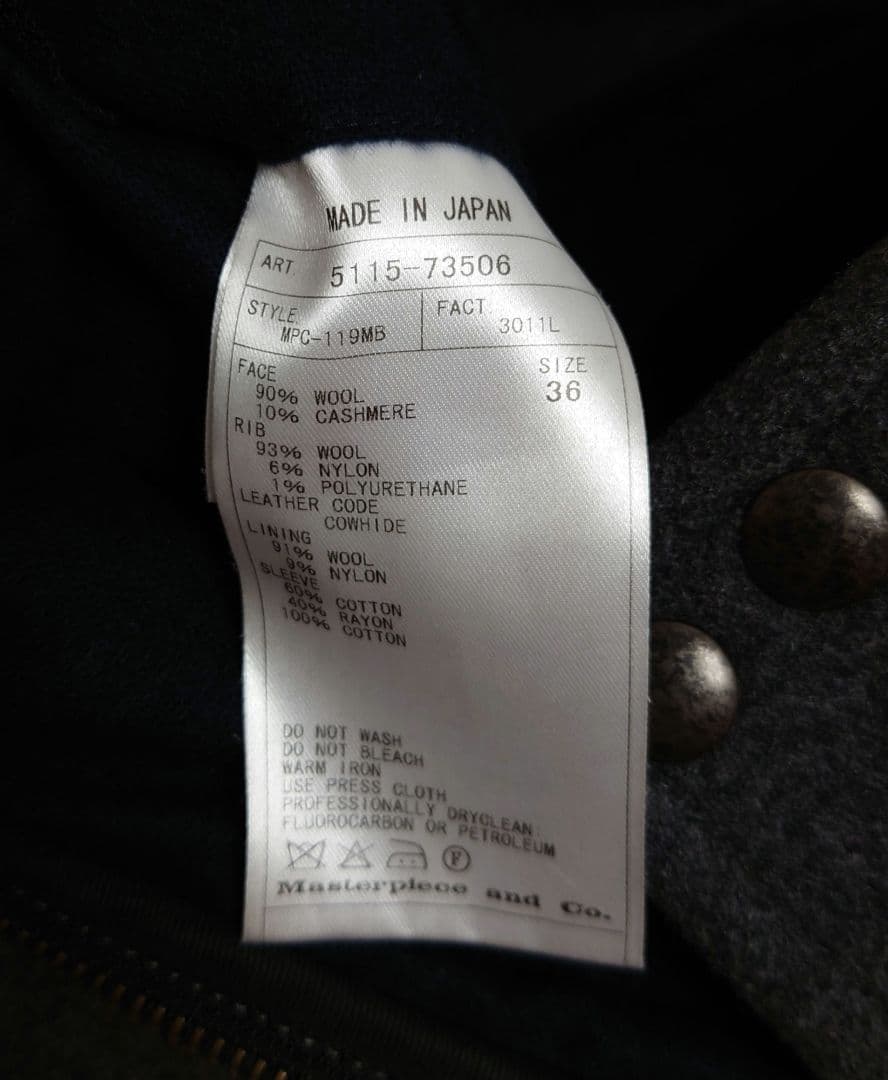 MADE IN JAPAN
ART. 5115-73506
STYLE. MPC-119MB
FACT. 3011L
SIZE
36
FACE
90% WOOL
10% CASHMERE
RIB
93% WOOL
6% NYLON
1% POLYURETHANE
LEATHER CODE
COWHIDE
LINING
91% WOOL
9% NYLON
SLEEVE
60% COTTON
40% RAYON
100% COTTON
DO NOT WASH
DO NOT BLEACH
WARM IRON
USE PRESS CLOTH
PROFESSIONALLY DRYCLEAN:
FLUOROCARBON OR PETROLEUM
F
Masterpiece and Co.